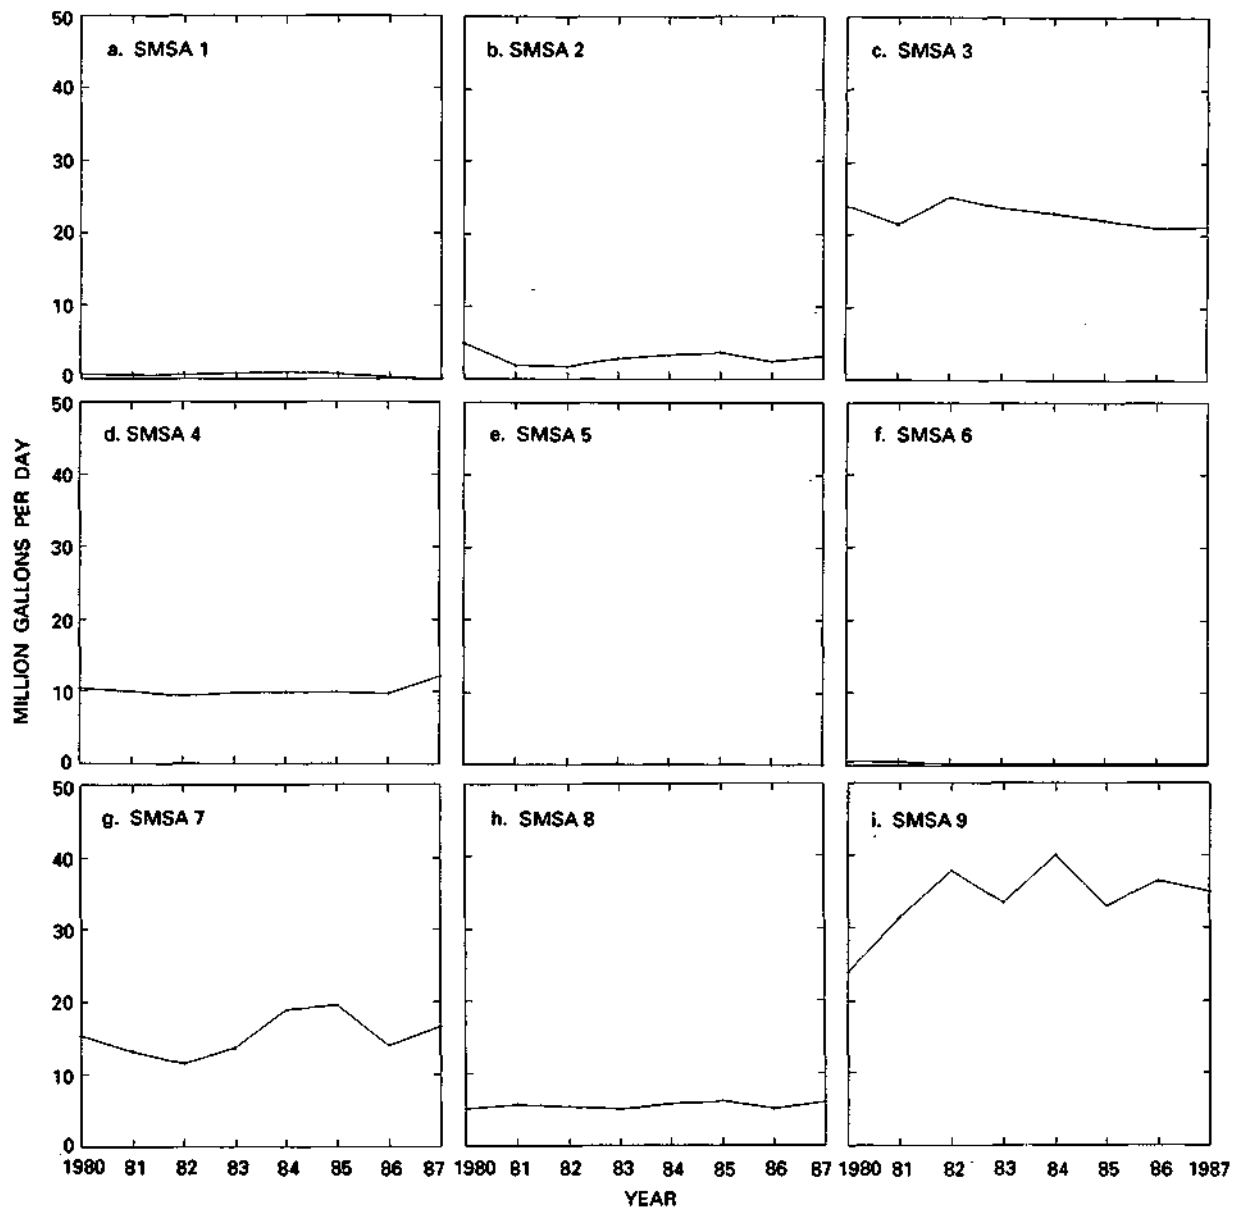 50
a. SMSA 1
b. SMSA 2
c. SMSA 3
40
30
20
10
0
50
d. SMSA 4
e. SMSA 5
f. SMSA 6
40
30
20
10
0
MILLION GALLONS PER DAY
50
g. SMSA 7
h. SMSA 8
i. SMSA 9
40
30
20
10
0
1980 81 82 83 84 85 86 87 1980 81 82 83 84 85 86 87 1980 81 82 83 84 85 86 1987
YEAR